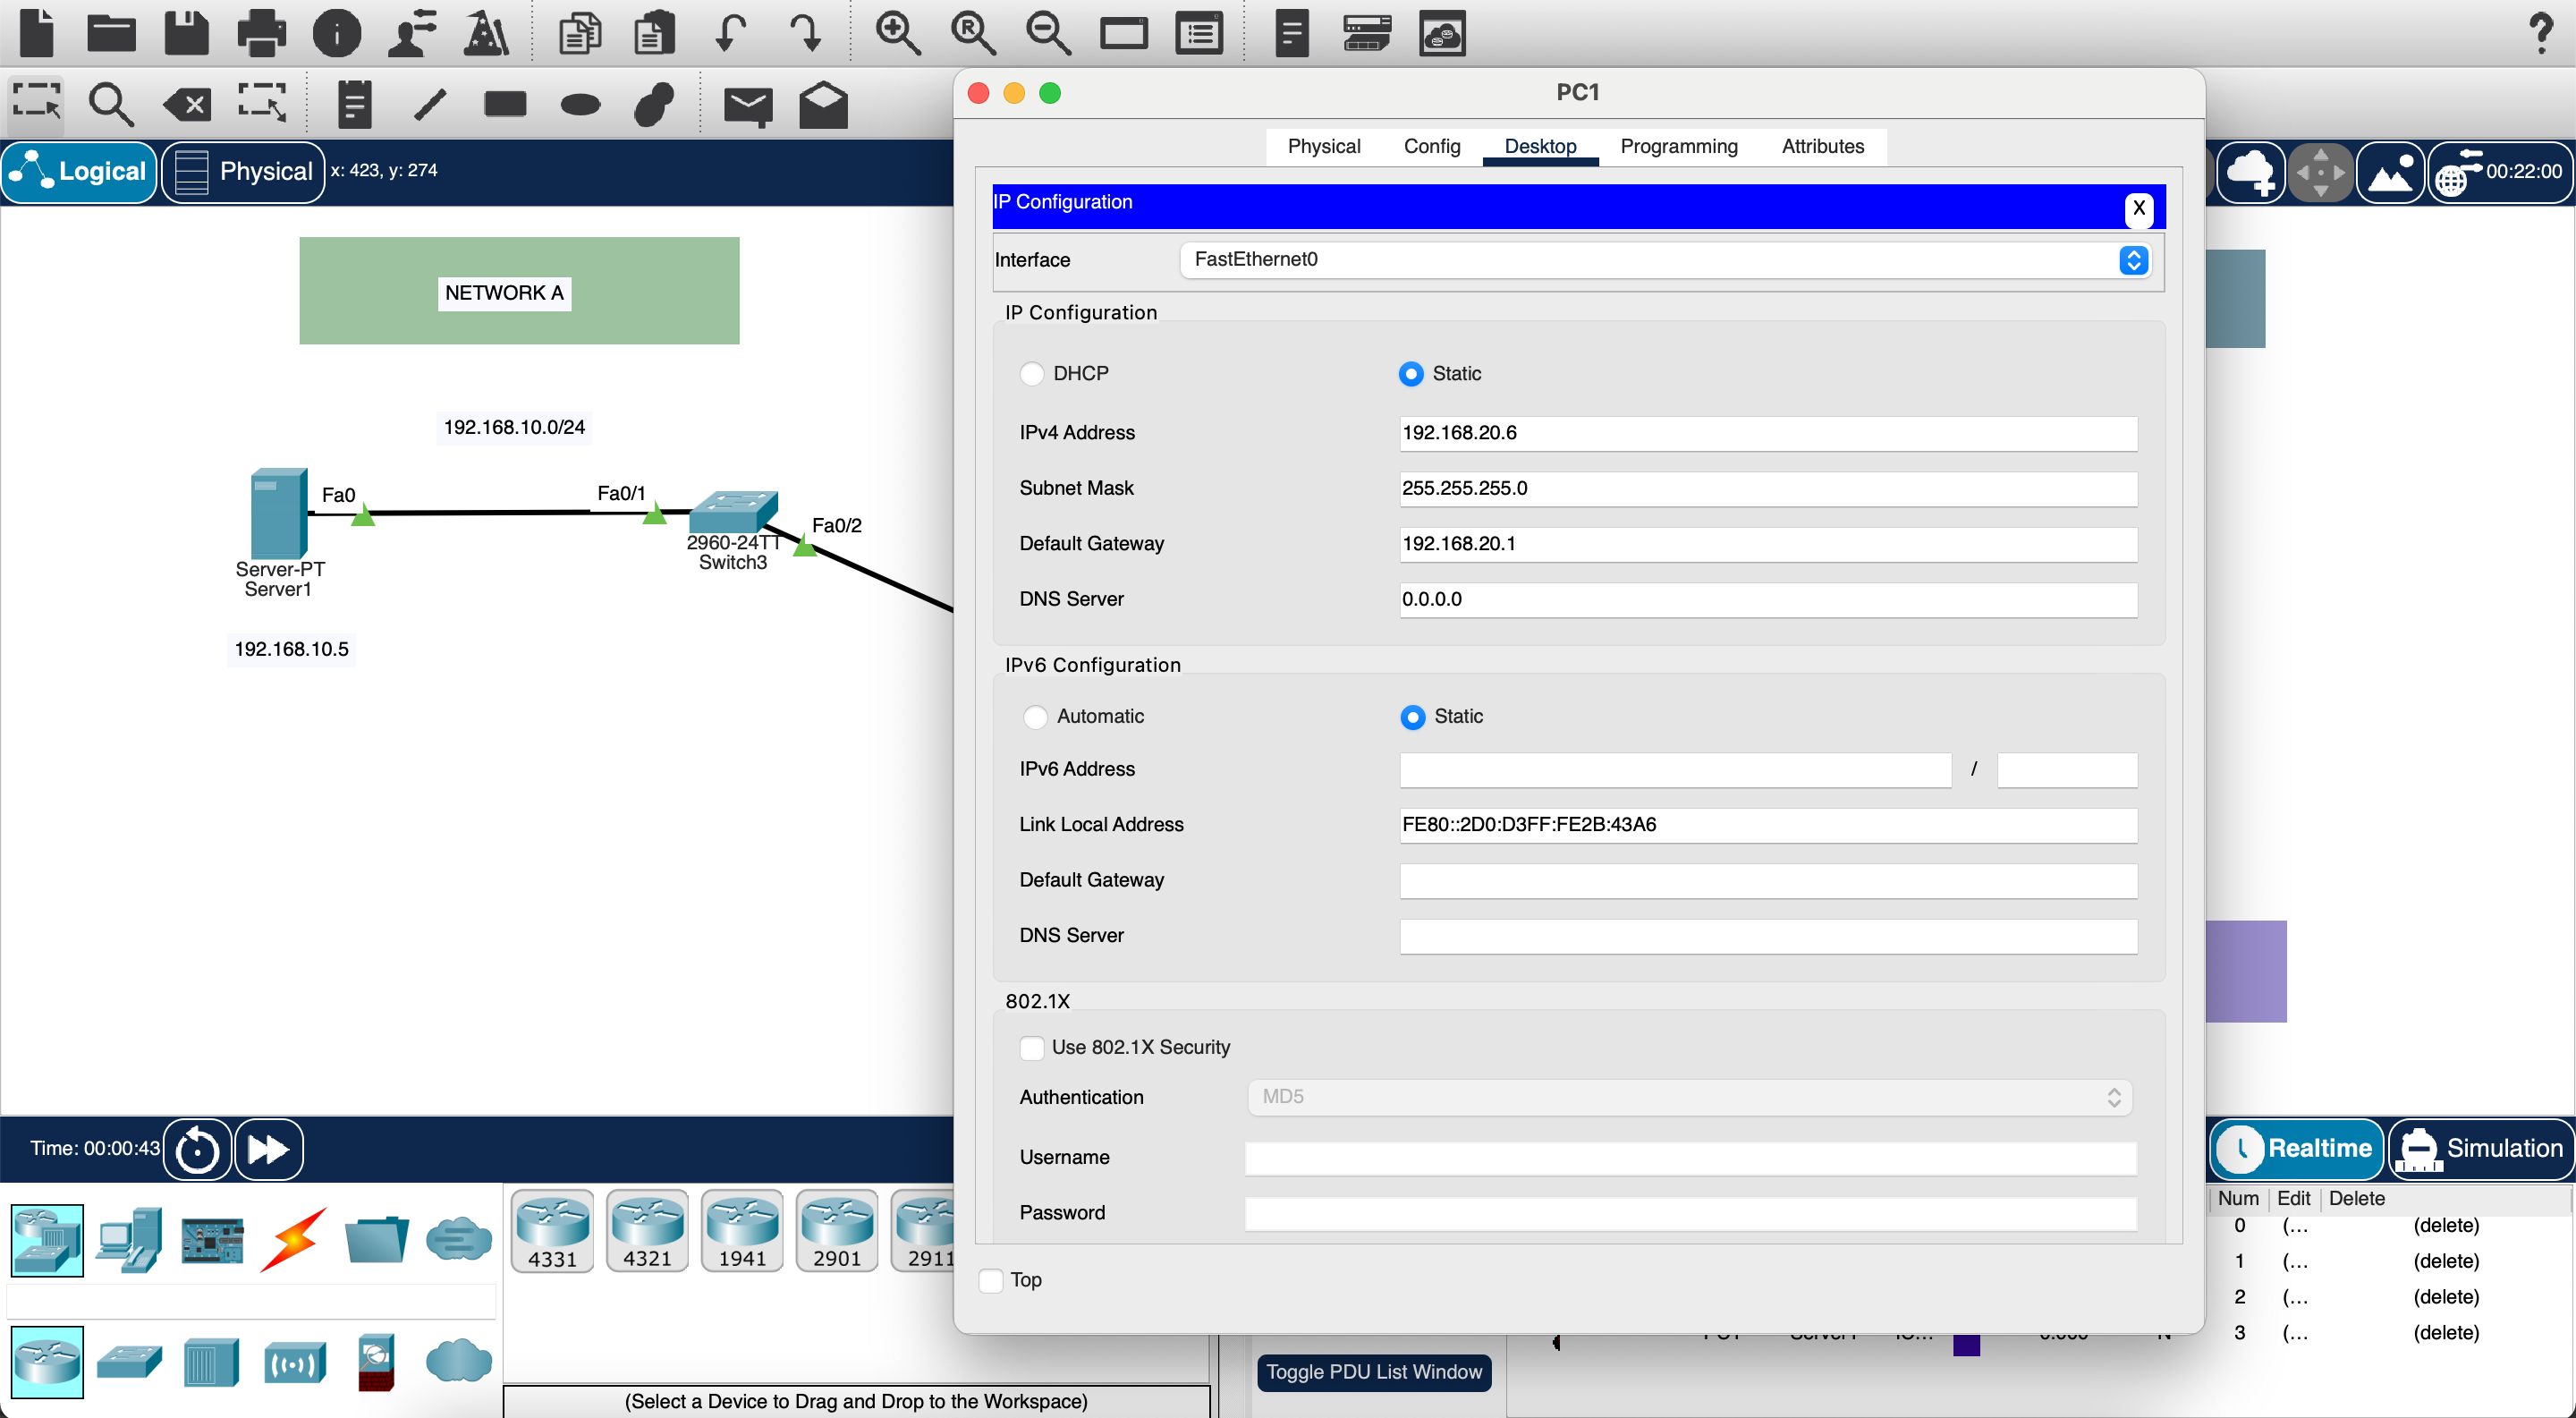 PC1
Logical
Physical
x: 423, y: 274
00:22:00
Physical
Config
Desktop
Programming
Attributes
IP Configuration
X
Interface
FastEthernet0
IP Configuration
DHCP
Static
IPv4 Address
192.168.20.6
Subnet Mask
255.255.255.0
Default Gateway
192.168.20.1
DNS Server
0.0.0.0
IPv6 Configuration
Automatic
Static
IPv6 Address
/
Link Local Address
FE80::2D0:D3FF:FE2B:43A6
Default Gateway
DNS Server
802.1X
Use 802.1X Security
Authentication
MD5
Username
Password
Top
NETWORK A
192.168.10.0/24
Fa0
Fa0/1
Fa0/2
2960-24TT
Switch3
Server-PT
Server1
192.168.10.5
Time: 00:00:43
Realtime
Simulation
4331
4321
1941
2901
2911
(Select a Device to Drag and Drop to the Workspace)
Toggle PDU List Window
Num Edit Delete
0 (... (delete)
1 (... (delete)
2 (... (delete)
3 (... (delete)